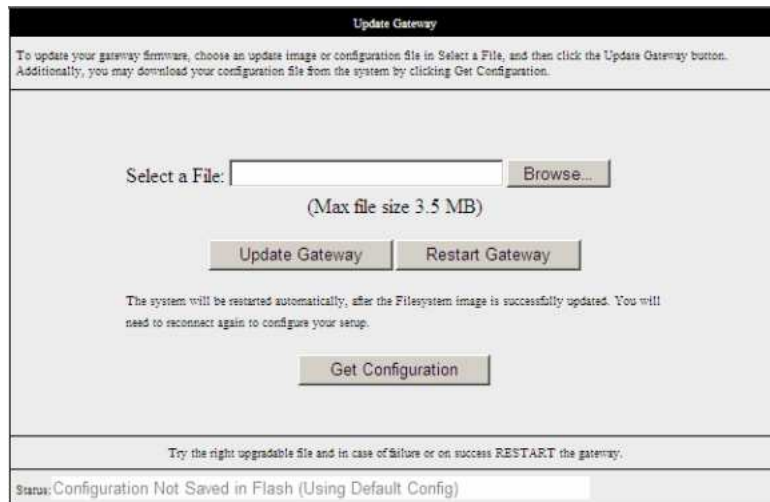 Update Gateway
To update your gateway firmware, choose an update image or configuration file in Select a File, and then click the Update Gateway button.
Additionally, you may download your configuration file from the system by clicking Get Configuration.
Select a File:
Browse...
(Max file size 3.5 MB)
Update Gateway
Restart Gateway
The system will be restarted automatically, after the Filesystem image is successfully updated. You will
need to reconnect again to configure your setup.
Get Configuration
Try the right upgradable file and in case of failure or on success RESTART the gateway.
Status: Configuration Not Saved in Flash (Using Default Config)